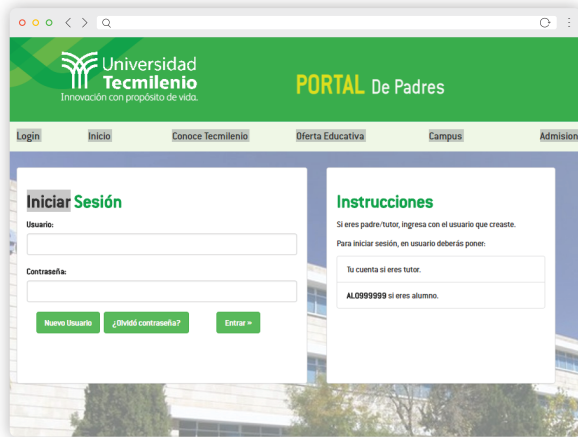 Universidad
Tecmilenio
Innovación con propósito de vida.
PORTAL De Padres
Login Inicio Conoce Tecmilenio Oferta Educativa Campus Admision
Iniciar Sesión
Usuario:
Contraseña:
Nuevo Usuario ¿Olvidó contraseña? Entrar »
Instrucciones
Si eres padre/tutor, ingresa con el usuario que creaste.
Para iniciar sesión, en usuario deberás poner:
Tu cuenta si eres tutor.
AL0999999 si eres alumno.